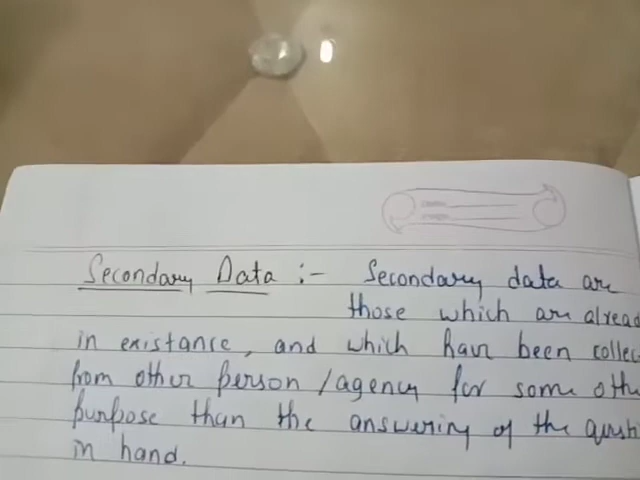 Secondary Data :- Secondary data are
those which are alread
in existance, and which have been collec
from other person/agency for some othe
purpose than the answering of the questi
in hand.